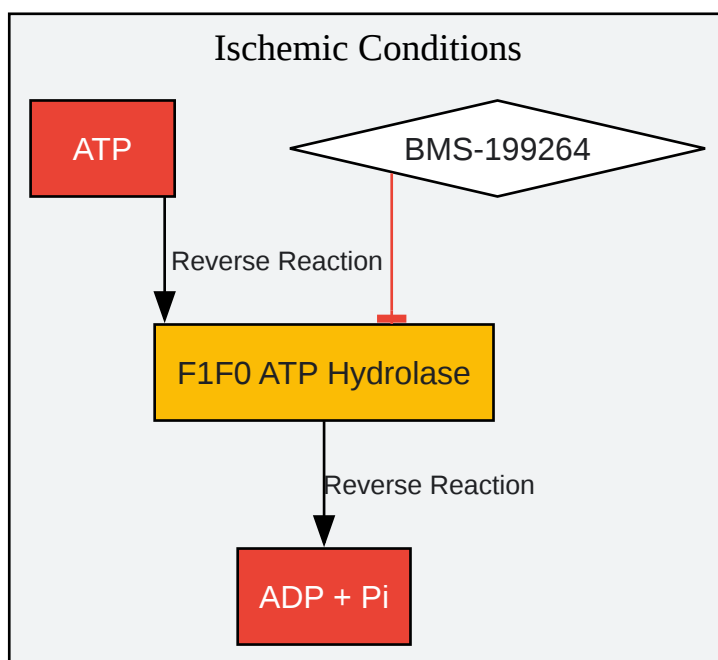 Ischemic Conditions
ATP
BMS-199264
Reverse Reaction
F1F0 ATP Hydrolase
Reverse Reaction
ADP + Pi